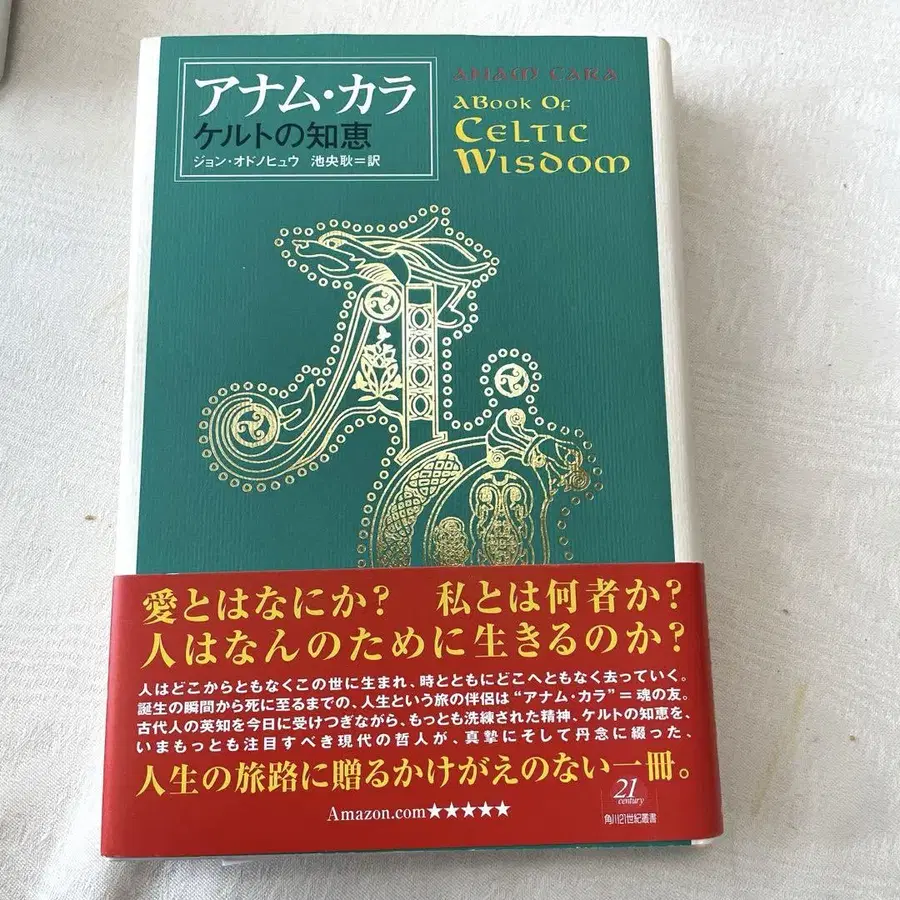 アナム・カラ
ケルトの知恵
ジョン・オドノヒュウ 池央耿＝訳
ANAM CARA
A Book Of
Celtic
Wisdom
愛とはなにか? 私とは何者か?
人はなんのために生きるのか?
人はどこからともなくこの世に生まれ、時とともにどこへともなく去っていく。
誕生の瞬間から死に至るまでの、人生という旅の伴侶は“アナム・カラ”＝魂の友。
古代人の英知を今日に受けつぎながら、もっとも洗練された精神、ケルトの知恵を、
いまもっとも注目すべき現代の哲人が、真摯にそして丹念に綴った、
人生の旅路に贈るかけがえのない一冊。
Amazon.com★★★★★
21
century
角川21世紀叢書